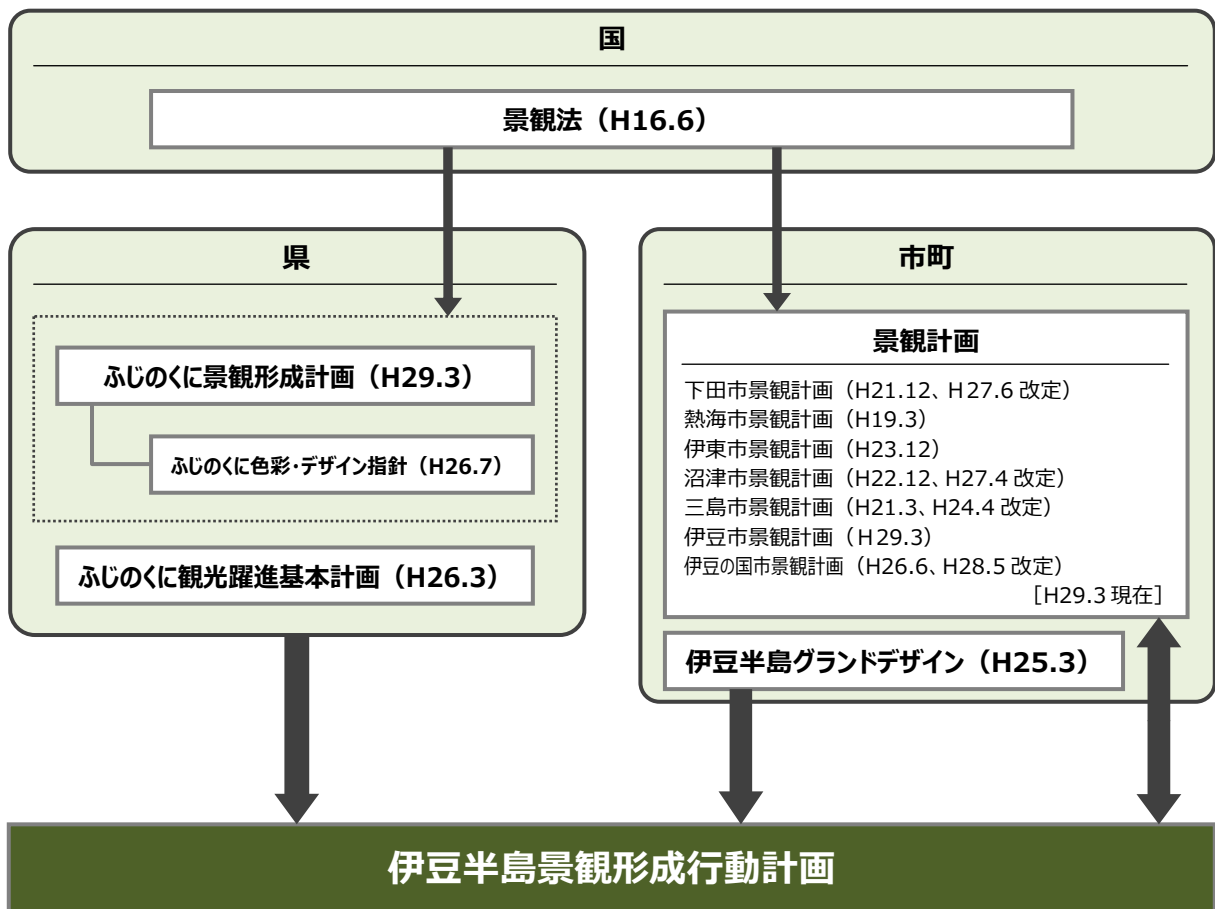 国
景観法（H16.6）
県
ふじのくに景観形成計画（H29.3）
ふじのくに色彩・デザイン指針（H26.7）
ふじのくに観光躍進基本計画（H26.3）
市町
景観計画
下田市景観計画（H21.12、H27.6 改定）
熱海市景観計画（H19.3）
伊東市景観計画（H23.12）
沼津市景観計画（H22.12、H27.4 改定）
三島市景観計画（H21.3、H24.4 改定）
伊豆市景観計画（H29.3）
伊豆の国市景観計画（H26.6、H28.5 改定）
［H29.3 現在］
伊豆半島グランドデザイン（H25.3）
伊豆半島景観形成行動計画